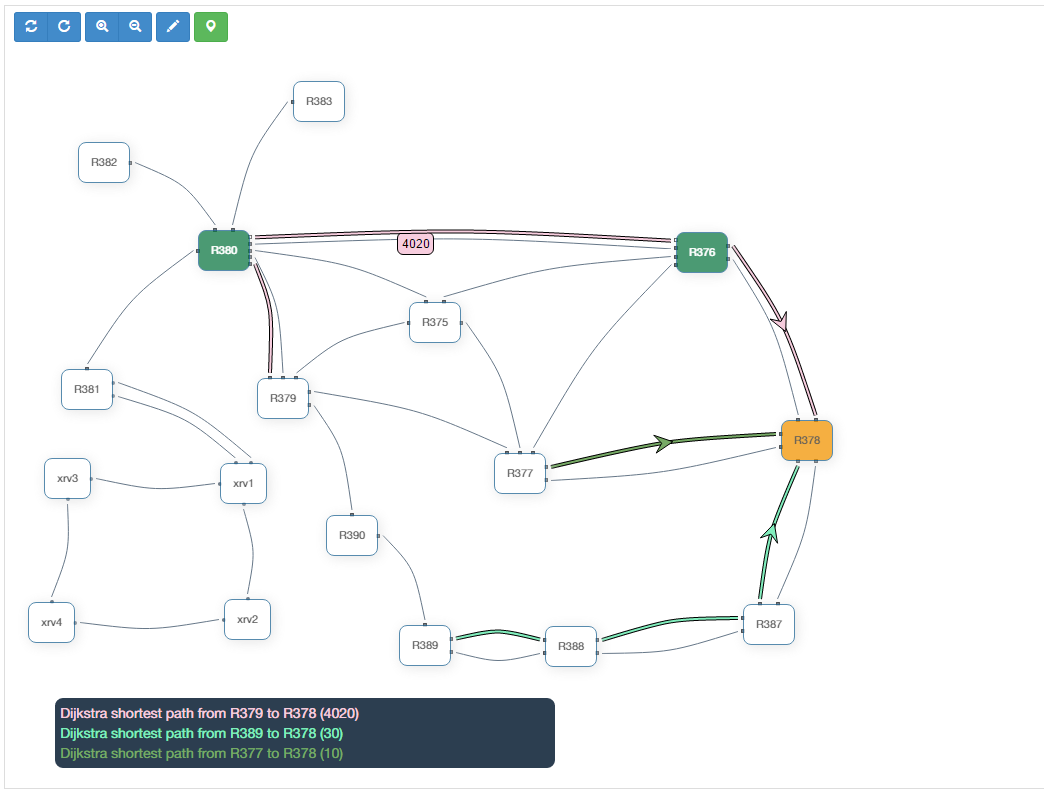 R383
R382
R380
4020
R376
R375
R381
R379
R378
R377
xrv3
xrv1
R390
xrv4
xrv2
R389
R388
R387
Dijkstra shortest path from R379 to R378 (4020)
Dijkstra shortest path from R389 to R378 (30)
Dijkstra shortest path from R377 to R378 (10)